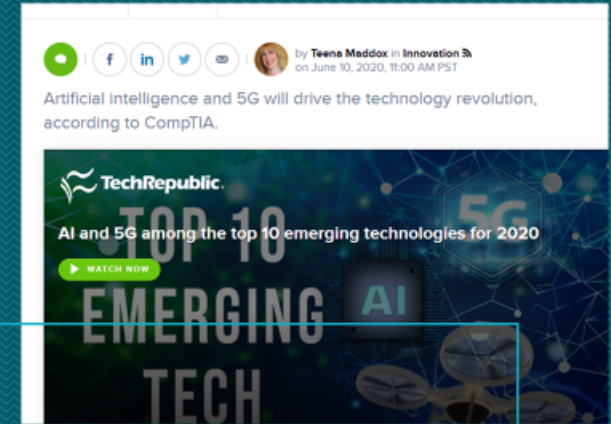 f in
by Teena Maddox in Innovation
on June 10, 2020, 11:00 AM PST
Artificial intelligence and 5G will drive the technology revolution,
according to CompTIA.
TechRepublic.
TOP 10
AI and 5G among the top 10 emerging technologies for 2020
5G
WATCH NOW
EMERGING
AI
TECH